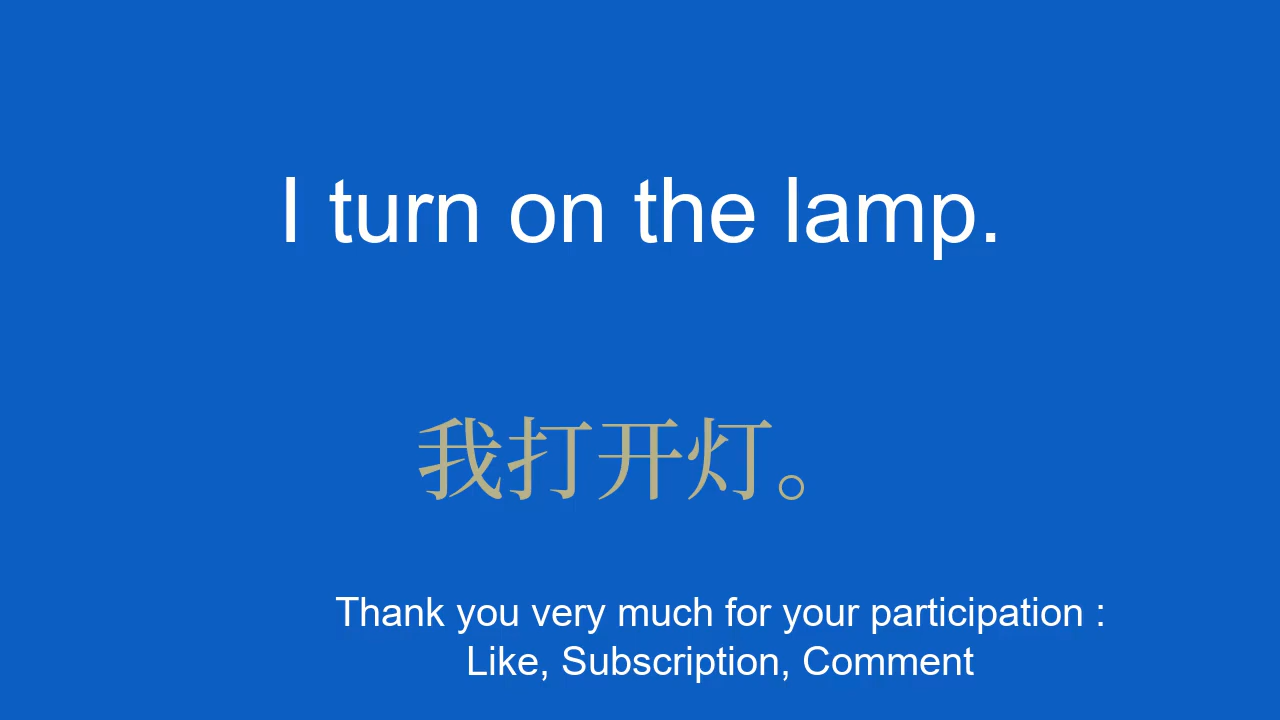 I turn on the lamp.
我打开灯。
Thank you very much for your participation :
Like, Subscription, Comment